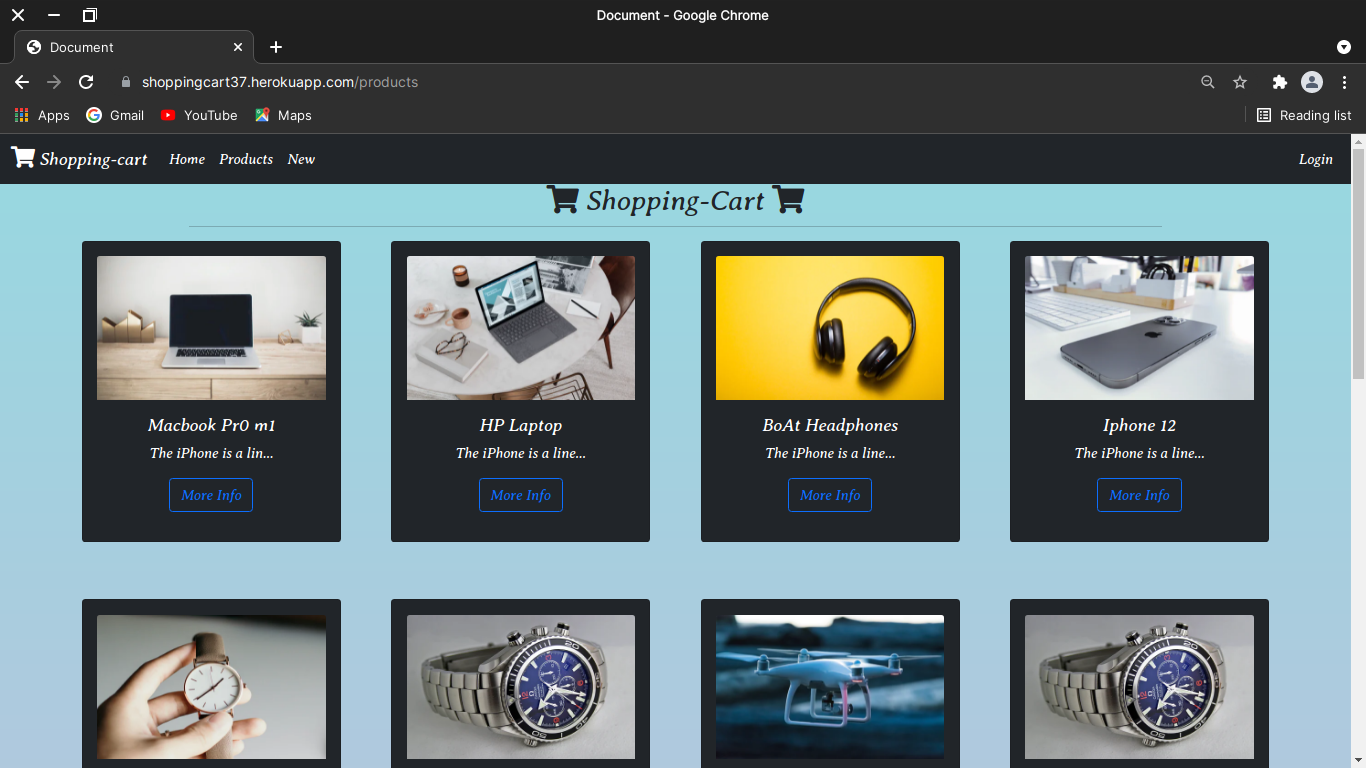 Document - Google Chrome
Document
shoppingcart37.herokuapp.com/products
Apps Gmail YouTube Maps Reading list
Shopping-cart Home Products New Login
Shopping-Cart
Macbook Pr0 m1 HP Laptop BoAt Headphones Iphone 12
The iPhone is a lin... The iPhone is a line... The iPhone is a line... The iPhone is a line...
More Info More Info More Info More Info